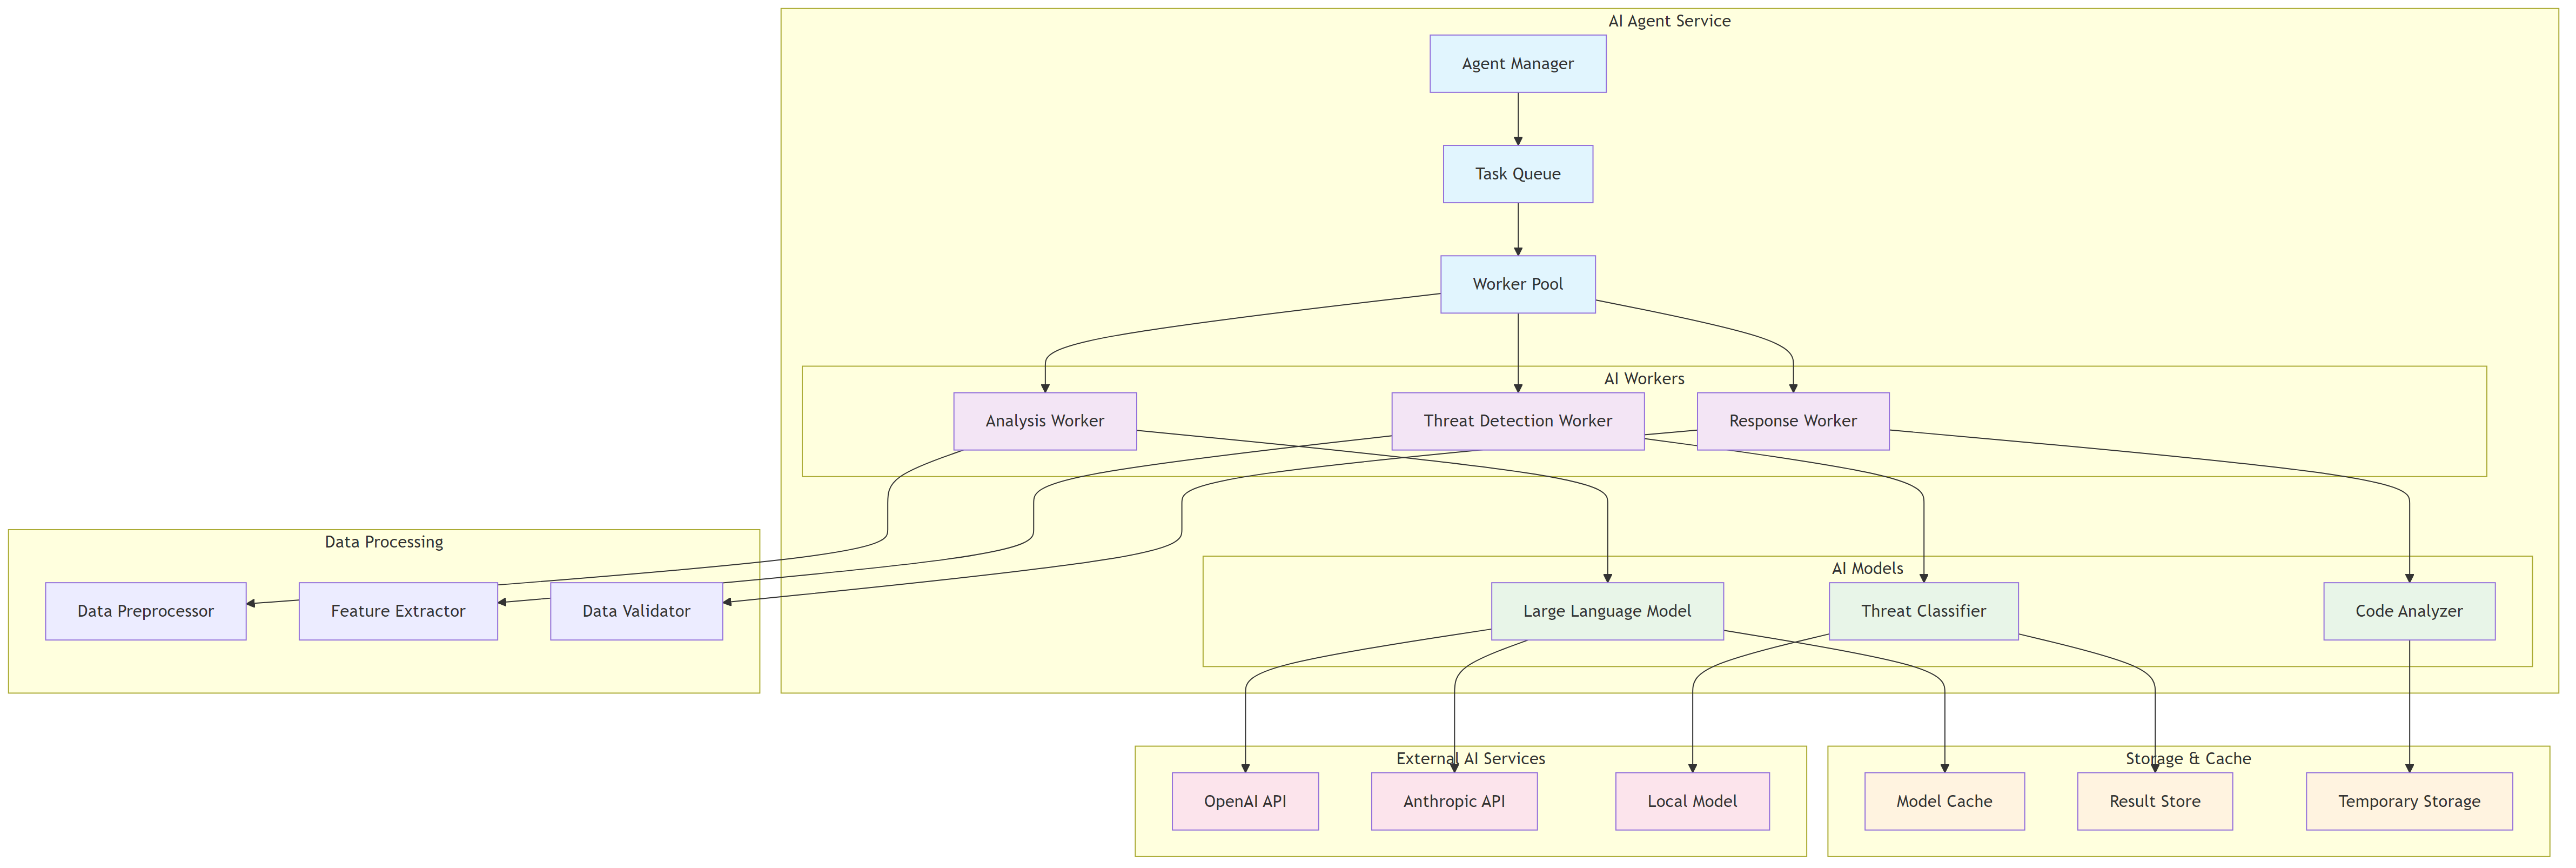 AI Agent Service
Agent Manager
Task Queue
Worker Pool
AI Workers
Analysis Worker
Threat Detection Worker
Response Worker
Data Processing
Data Preprocessor
Feature Extractor
Data Validator
AI Models
Large Language Model
Threat Classifier
Code Analyzer
External AI Services
OpenAI API
Anthropic API
Local Model
Storage & Cache
Model Cache
Result Store
Temporary Storage